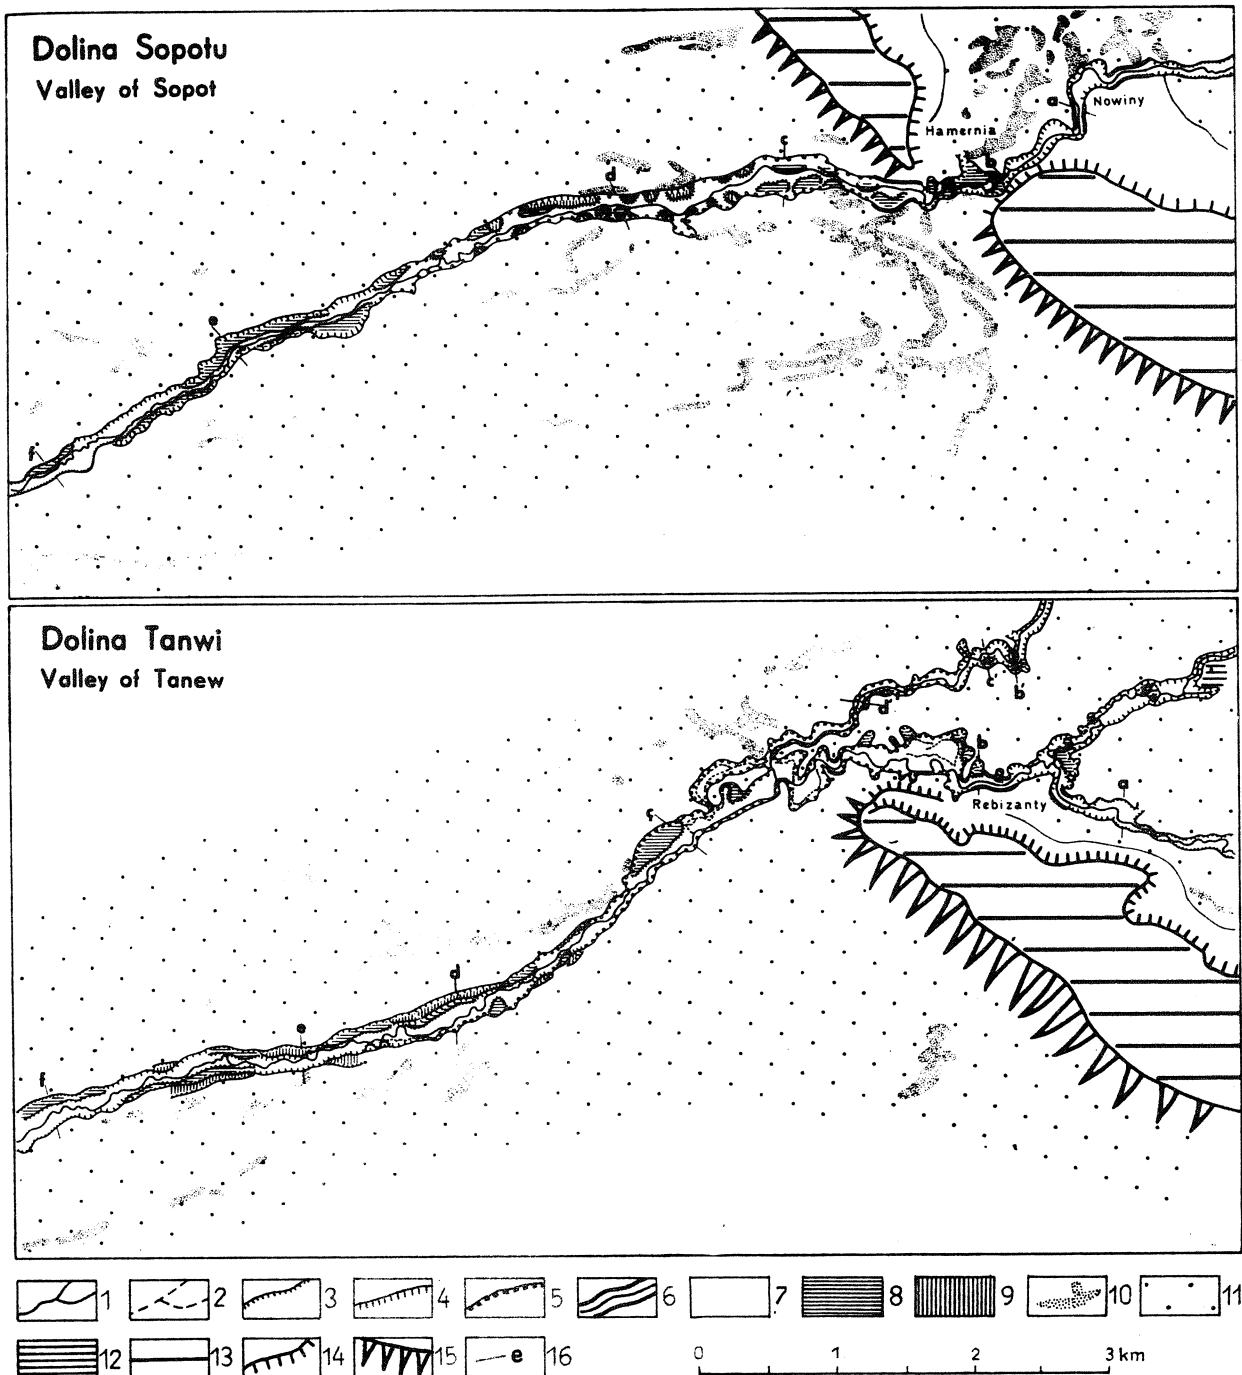 Dolina Sopotu
Valley of Sopot
a
Nowiny
Hamernia
c
b
d
e
f
Dolina Tanwi
Valley of Tanew
c'
b'
d'
b
a
Rebizanty
c
d
e
f
1 2 3 4 5 6 7 8 9 10 11
12 13 14 15 e 16 0 1 2 3 km